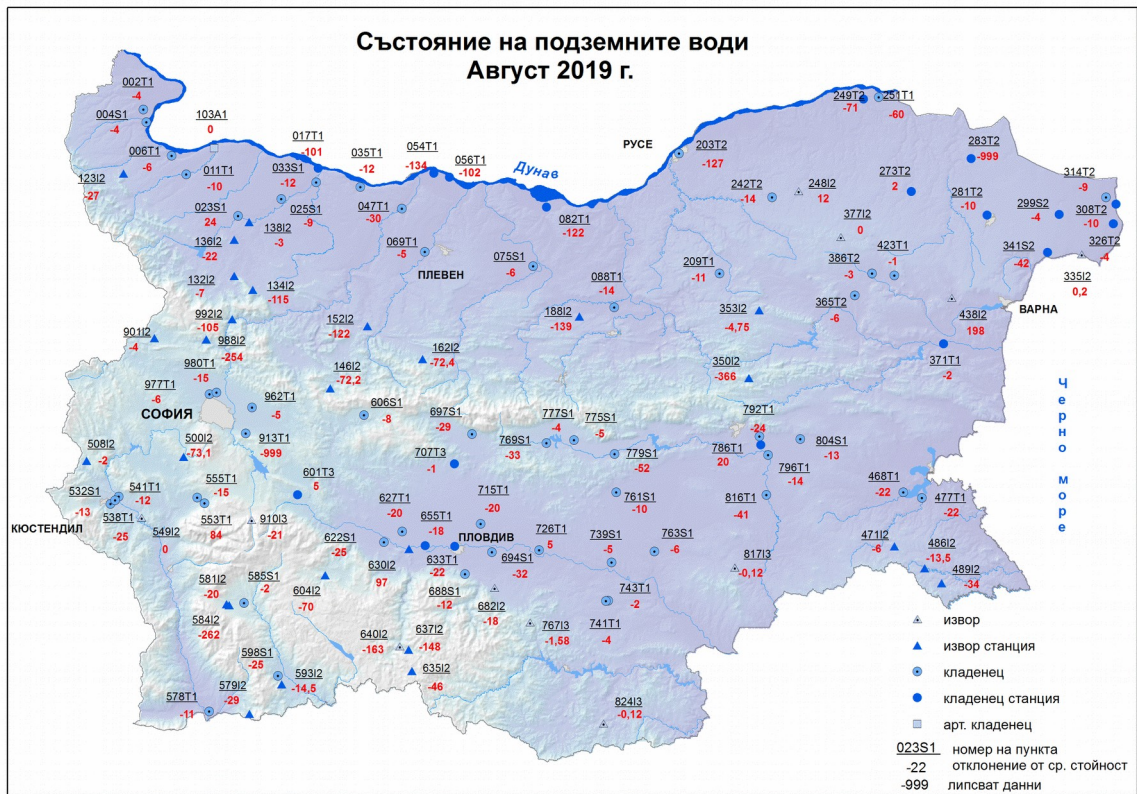 Състояние на подземните води
Август 2019 г.
002T1
-4
004S1
-4
103A1
0
006T1
-6
011T1
-10
123I2
-27
017T1
-101
033S1
-12
035T1
-12
054T1
-134
056T1
-102
Дунав
РУСЕ
203T2
-127
249T2
-71
251T1
-60
283T2
-999
314T2
-9
023S1
24
025S1
-9
047T1
-30
082T1
-122
242T2
-14
248I2
12
273T2
2
281T2
-10
299S2
-4
308T2
-10
326T2
-4
138I2
-3
136I2
-22
069T1
-5
ПЛЕВЕН
075S1
-6
088T1
-14
209T1
-11
377I2
0
386T2
-3
423T1
-1
341S2
-42
335I2
0,2
132I2
-7
134I2
-115
992I2
-105
988I2
-254
901I2
-4
152I2
-122
188I2
-139
353I2
-4,75
365T2
-6
438I2
198
ВАРНА
371T1
-2
162I2
-72,4
146I2
-72,2
350I2
-366
980T1
-15
977T1
-6
СОФИЯ
962T1
-5
606S1
-8
697S1
-29
777S1
-4
775S1
-5
769S1
-33
779S1
-52
792T1
-24
786T1
20
804S1
-13
796T1
-14
Черно море
508I2
-2
500I2
-73,1
913T1
-999
707T3
-1
601T3
5
532S1
-13
541T1
-12
555T1
-15
553T1
84
910I3
-21
КЮСТЕНДИЛ
538T1
-25
549I2
0
627T1
-20
655T1
-18
715T1
-20
761S1
-10
816T1
-41
468T1
-22
477T1
-22
622S1
-25
630I2
97
ПЛОВДИВ
633T1
-22
694S1
-32
726T1
5
739S1
-5
763S1
-6
817I3
-0,12
471I2
-6
486I2
-13,5
489I2
-34
581I2
-20
585S1
-2
584I2
-262
604I2
-70
688S1
-12
682I2
-18
743T1
-2
741T1
-4
767I3
-1,58
640I2
-163
637I2
-148
635I2
-46
598S1
-25
593I2
-14,5
579I2
-29
578T1
-11
824I3
-0,12
извор
извор станция
кладенец
кладенец станция
арт. кладенец
023S1 номер на пункта
-22 отклонение от ср. стойност
-999 липсват данни